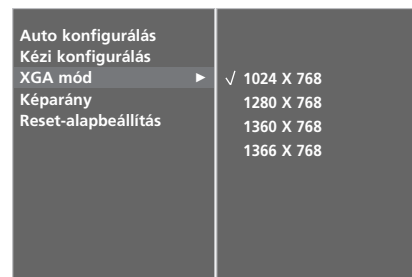 Auto konfigurálás
Kézi konfigurálás
XGA mód ►
Képarány
Reset-alapbeállítás
√ 1024 X 768
1280 X 768
1360 X 768
1366 X 768